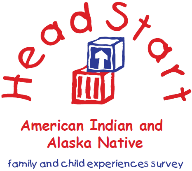 Head Start
American Indian and
Alaska Native
family and child experiences survey